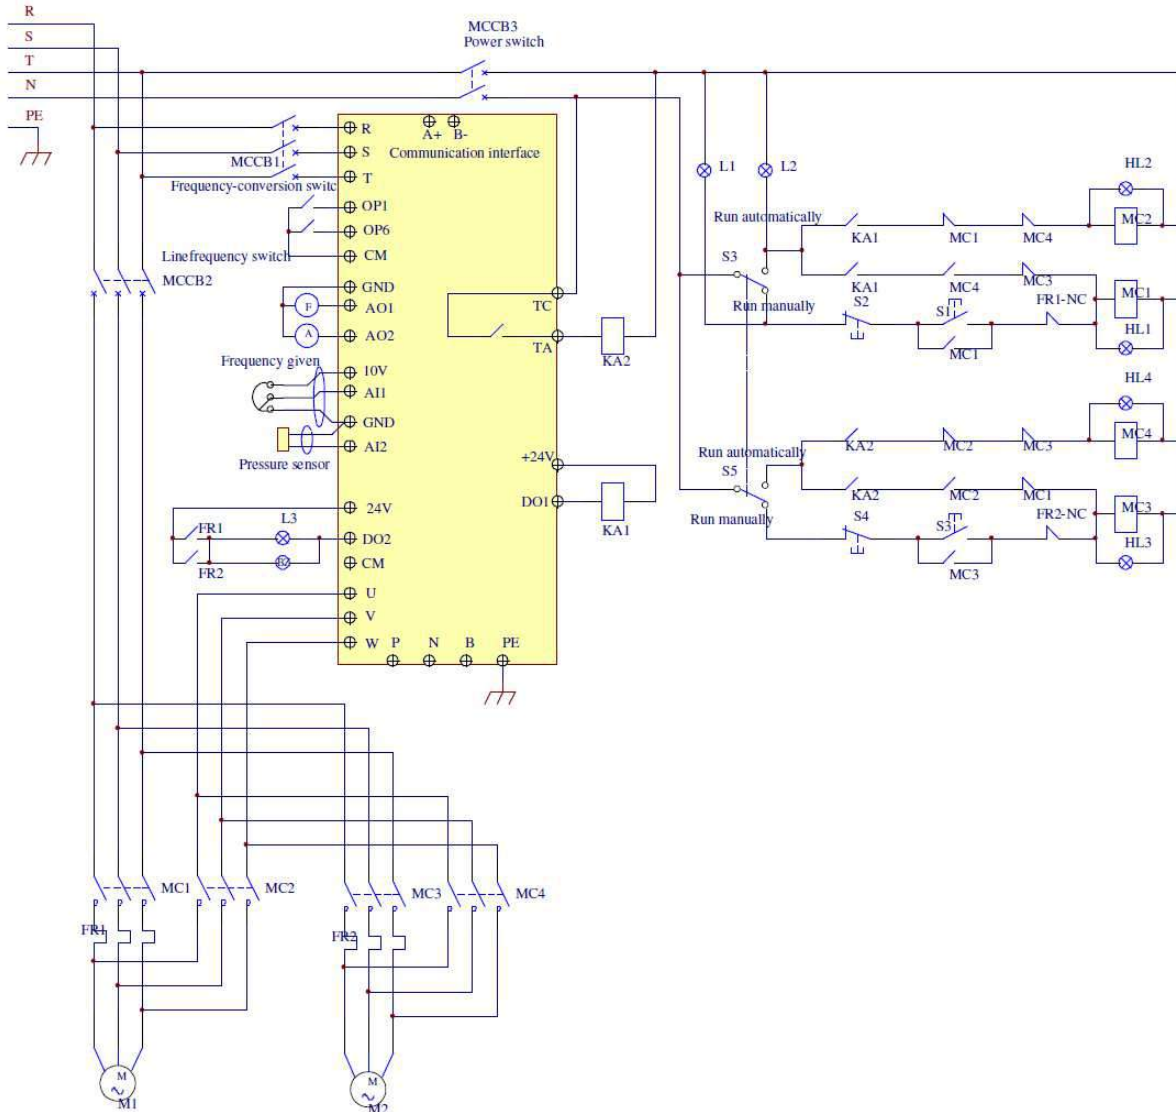 R
S
T
N
PE
MCCB3
Power switch
R
S
T
A+ B-
Communication interface
MCCB1
Frequency-conversion switc
OP1
OP6
CM
Linefrequency switch
MCCB2
GND
AO1
AO2
F
A
Frequency given
10V
AI1
GND
AI2
Pressure sensor
TC
TA
KA2
+24V
DO1
KA1
24V
DO2
CM
L3
FR1
FR2
U
V
W
P N B PE
L1 L2
HL2
Run automatically
KA1 MC1 MC4 MC2
S3
KA1 MC4 MC3 MC1
Run manually
S2 S1 FR1-NC
MC1
HL1
HL4
Run automatically
KA2 MC2 MC3 MC4
S5
KA2 MC2 MC1 MC3
Run manually
S4 S3 FR2-NC
MC3
HL3
MC1 MC2 MC3 MC4
FR1 FR2
M M
M1 M2